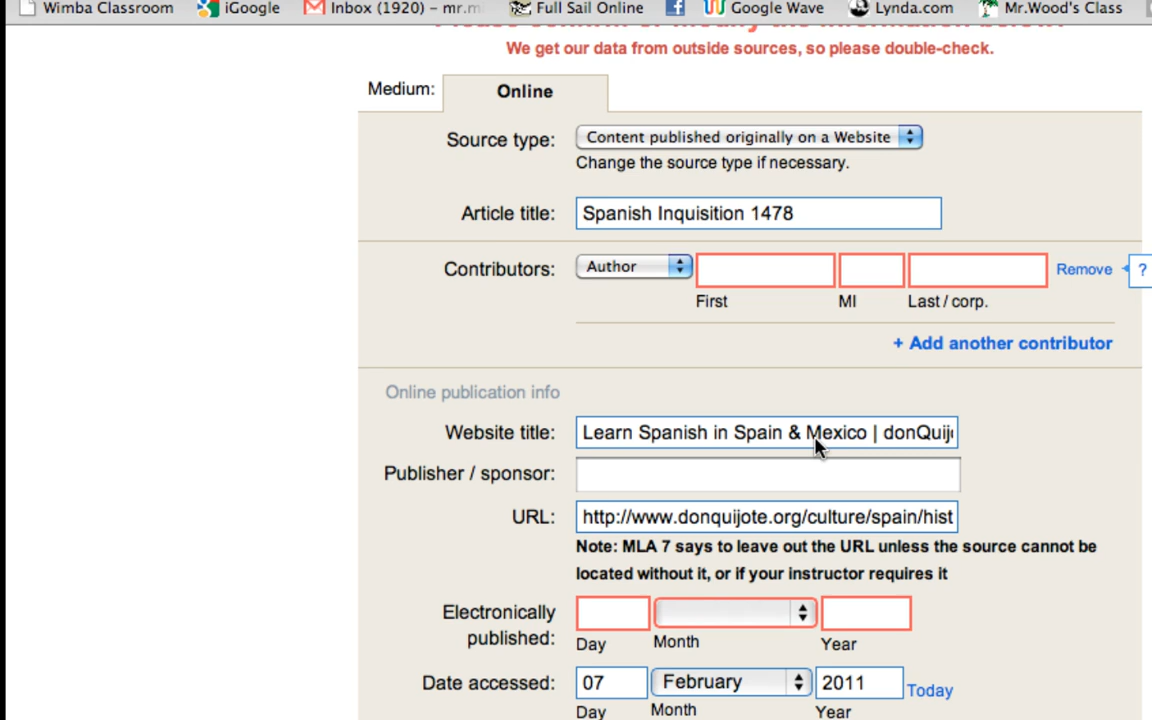 Wimba Classroom iGoogle Inbox (1920) – mr.m Full Sail Online Google Wave Lynda.com Mr.Wood's Class
We get our data from outside sources, so please double-check.
Medium: Online
Source type: Content published originally on a Website
Change the source type if necessary.
Article title: Spanish Inquisition 1478
Contributors: Author Remove ?
First MI Last / corp.
+ Add another contributor
Online publication info
Website title: Learn Spanish in Spain & Mexico | donQuij
Publisher / sponsor:
URL: http://www.donquijote.org/culture/spain/hist
Note: MLA 7 says to leave out the URL unless the source cannot be
located without it, or if your instructor requires it
Electronically
published:
Day Month Year
Date accessed: 07 February 2011 Today
Day Month Year